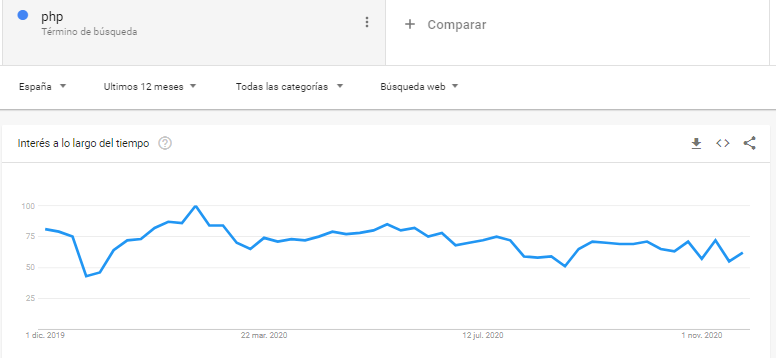 php
Término de búsqueda
+ Comparar
España
Ultimos 12 meses
Todas las categorías
Búsqueda web
Interés a lo largo del tiempo
?
100
75
50
25
1 dic. 2019
22 mar. 2020
12 jul. 2020
1 nov. 2020